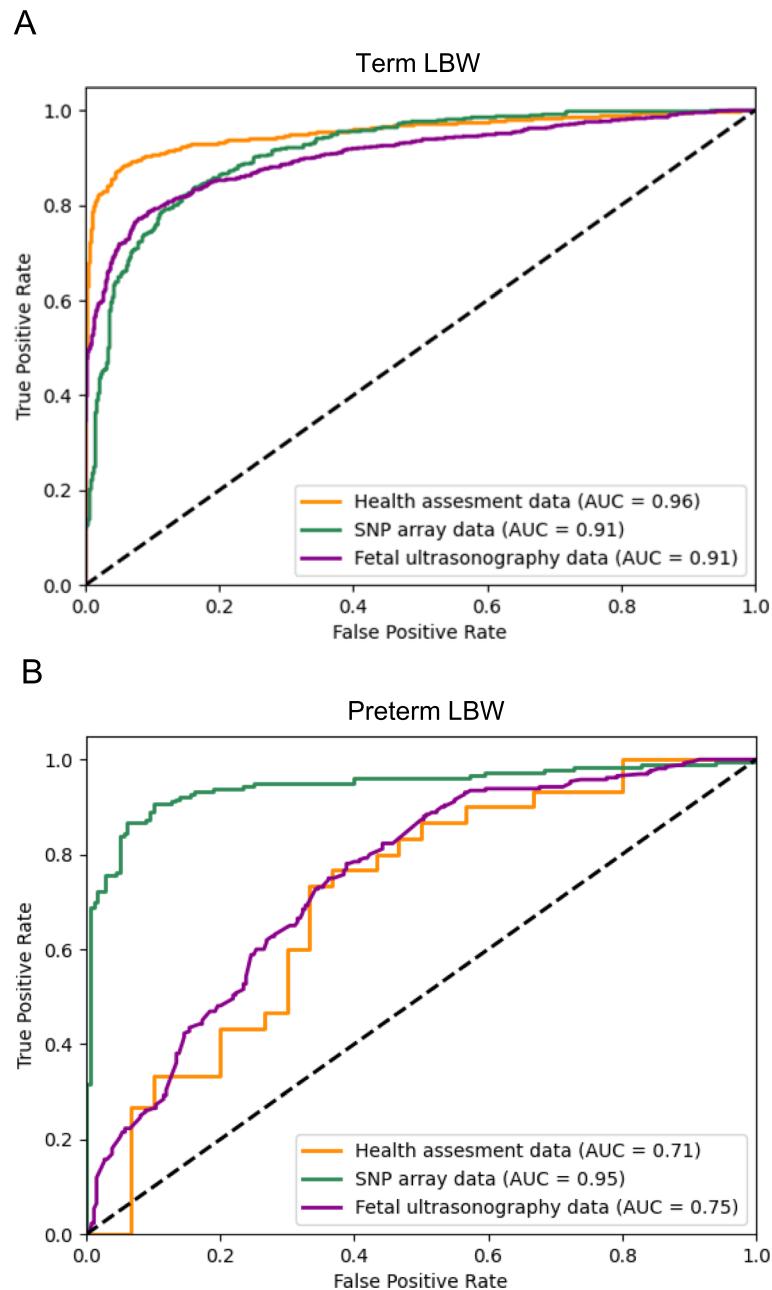 A
Term LBW
1.0
0.8
0.6
0.4
0.2
0.0
True Positive Rate
Health assesment data (AUC = 0.96)
SNP array data (AUC = 0.91)
Fetal ultrasonography data (AUC = 0.91)
0.0 0.2 0.4 0.6 0.8 1.0
False Positive Rate
B
Preterm LBW
1.0
0.8
0.6
0.4
0.2
0.0
True Positive Rate
Health assesment data (AUC = 0.71)
SNP array data (AUC = 0.95)
Fetal ultrasonography data (AUC = 0.75)
0.0 0.2 0.4 0.6 0.8 1.0
False Positive Rate